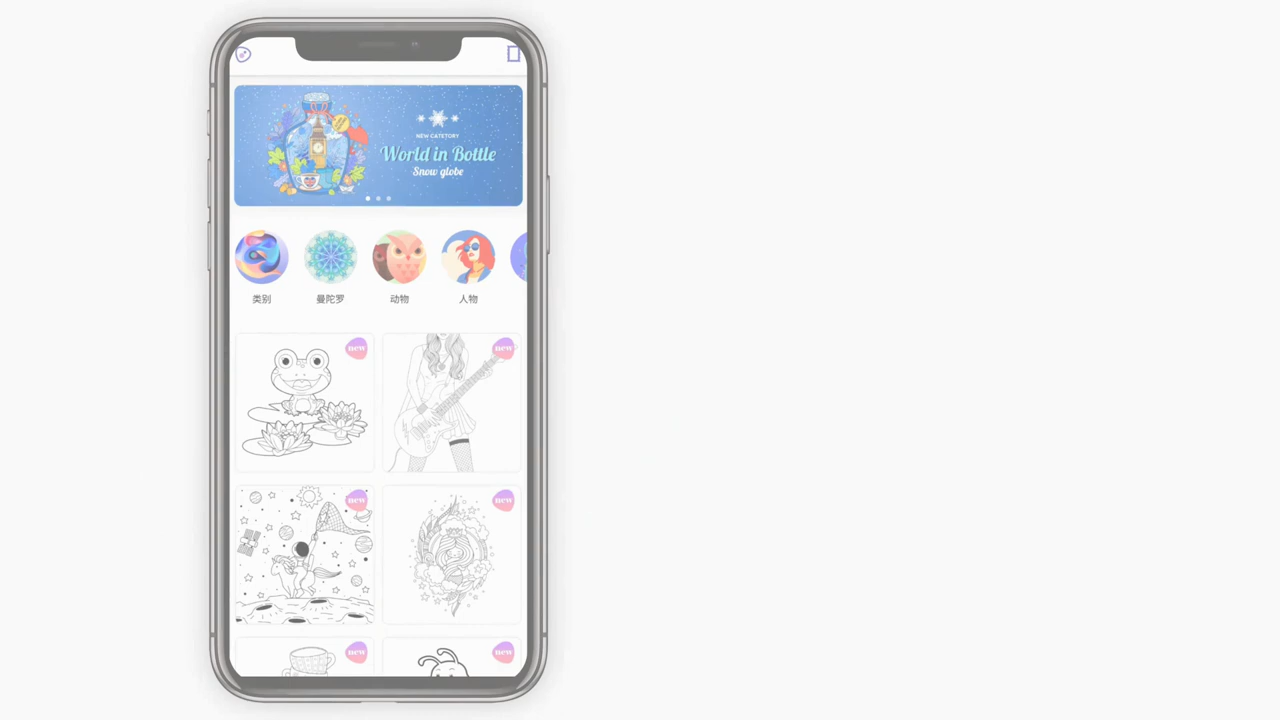 NEW CATETORY
World in Bottle
Snow globe
类别
曼陀罗
动物
人物
new
new
new
new
new
new